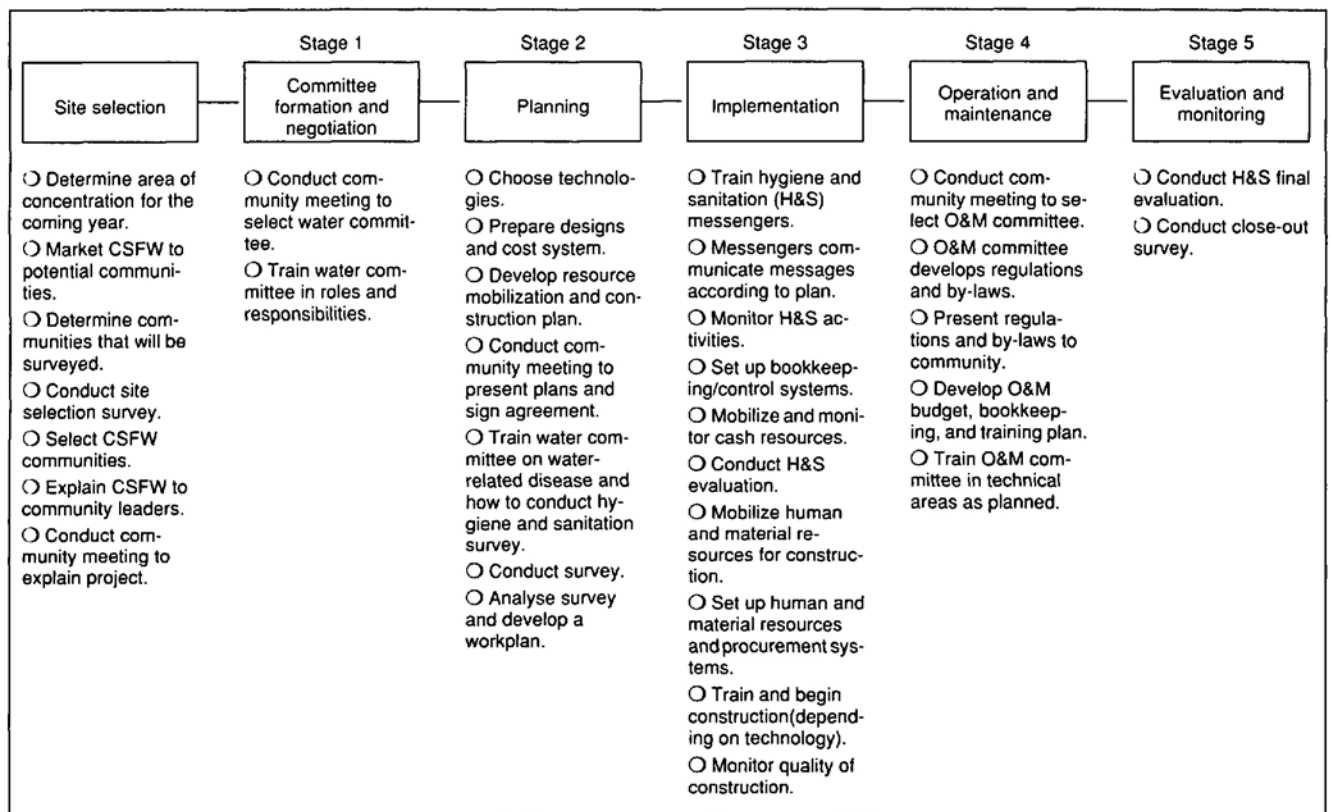 Site selection
Determine area of
concentration for the
coming year.
Market CSFW to
potential communi-
ties.
Determine com-
munities that will be
surveyed.
Conduct site
selection survey.
Select CSFW
communities.
Explain CSFW to
community leaders.
Conduct com-
munity meeting to
explain project.
Stage 1
Committee
formation and
negotiation
Conduct com-
munity meeting to
select water commit-
tee.
Train water com-
mittee in roles and
responsibilities.
Stage 2
Planning
Choose technolo-
gies.
Prepare designs
and cost system.
Develop resource
mobilization and con-
struction plan.
Conduct com-
munity meeting to
present plans and
sign agreement.
Train water com-
mittee on water-
related disease and
how to conduct hy-
giene and sanitation
survey.
Conduct survey.
Analyse survey
and develop a
workplan.
Stage 3
Implementation
Train hygiene and
sanitation (H&S)
messengers.
Messengers com-
municate messages
according to plan.
Monitor H&S ac-
tivities.
Set up bookkeep-
ing/control systems.
Mobilize and moni-
tor cash resources.
Conduct H&S
evaluation.
Mobilize human
and material re-
sources for construc-
tion.
Set up human and
material resources
and procurement sys-
tems.
Train and begin
construction(depend-
ing on technology).
Monitor quality of
construction.
Stage 4
Operation and
maintenance
Conduct com-
munity meeting to se-
lect O&M committee.
O&M committee
develops regulations
and by-laws.
Present regula-
tions and by-laws to
community.
Develop O&M
budget, bookkeep-
ing, and training plan.
Train O&M com-
mittee in technical
areas as planned.
Stage 5
Evaluation and
monitoring
Conduct H&S final
evaluation.
Conduct close-out
survey.